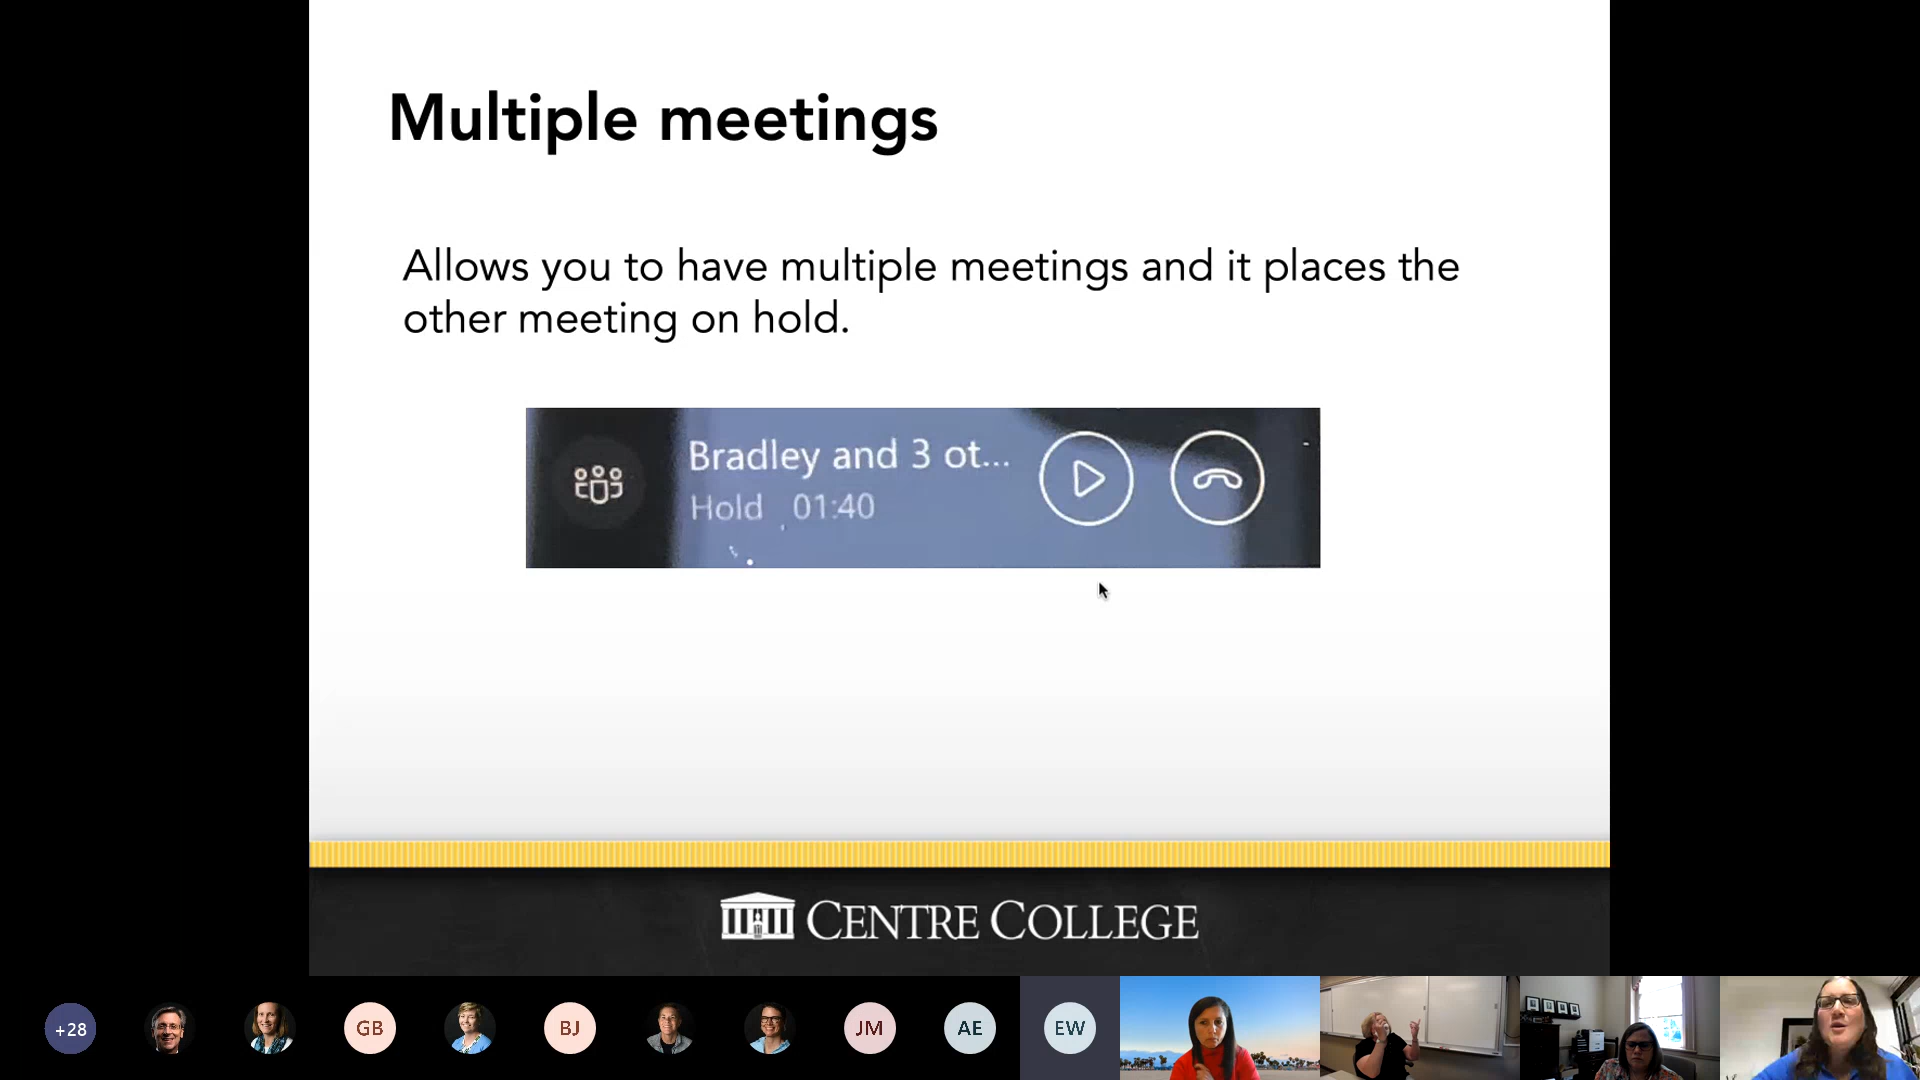 Multiple meetings
Allows you to have multiple meetings and it places the
other meeting on hold.
Bradley and 3 ot...
Hold 01:40
CENTRE COLLEGE
+28
GB
BJ
JM
AE
EW